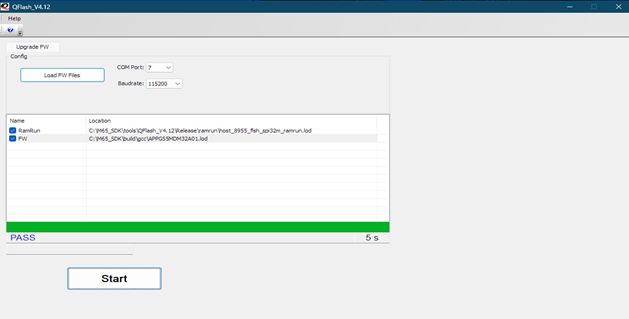 QFlash_V4.12
Help
Upgrade FW
Config
Load FW Files
COM Port: 7
Baudrate: 115200
Name Location
RamRun C:\M65_SDK\tools\QFlash_V4.12\Release\ramrun\host_8955_flsh_spi32m_ramrun.lod
FW C:\M65_SDK\build\gcc\APPGS5MDM32A01.lod
PASS 5 s
Start